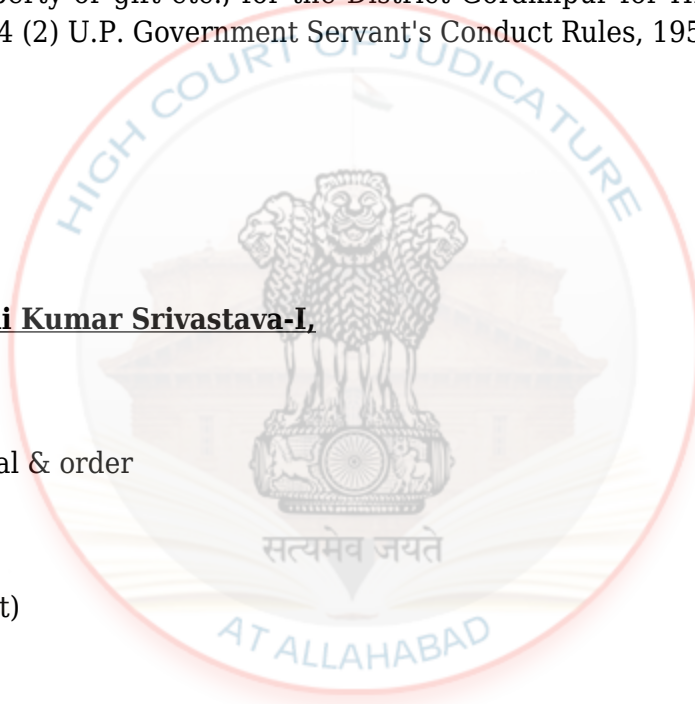 perty or gift etc., for the District Gorakhpur for
4 (2) U.P. Government Servant's Conduct Rules, 195
HIGH COURT OF JUDICATURE
i Kumar Srivastava-I,
al & order
सत्यमेव जयते
t)
AT ALLAHABAD